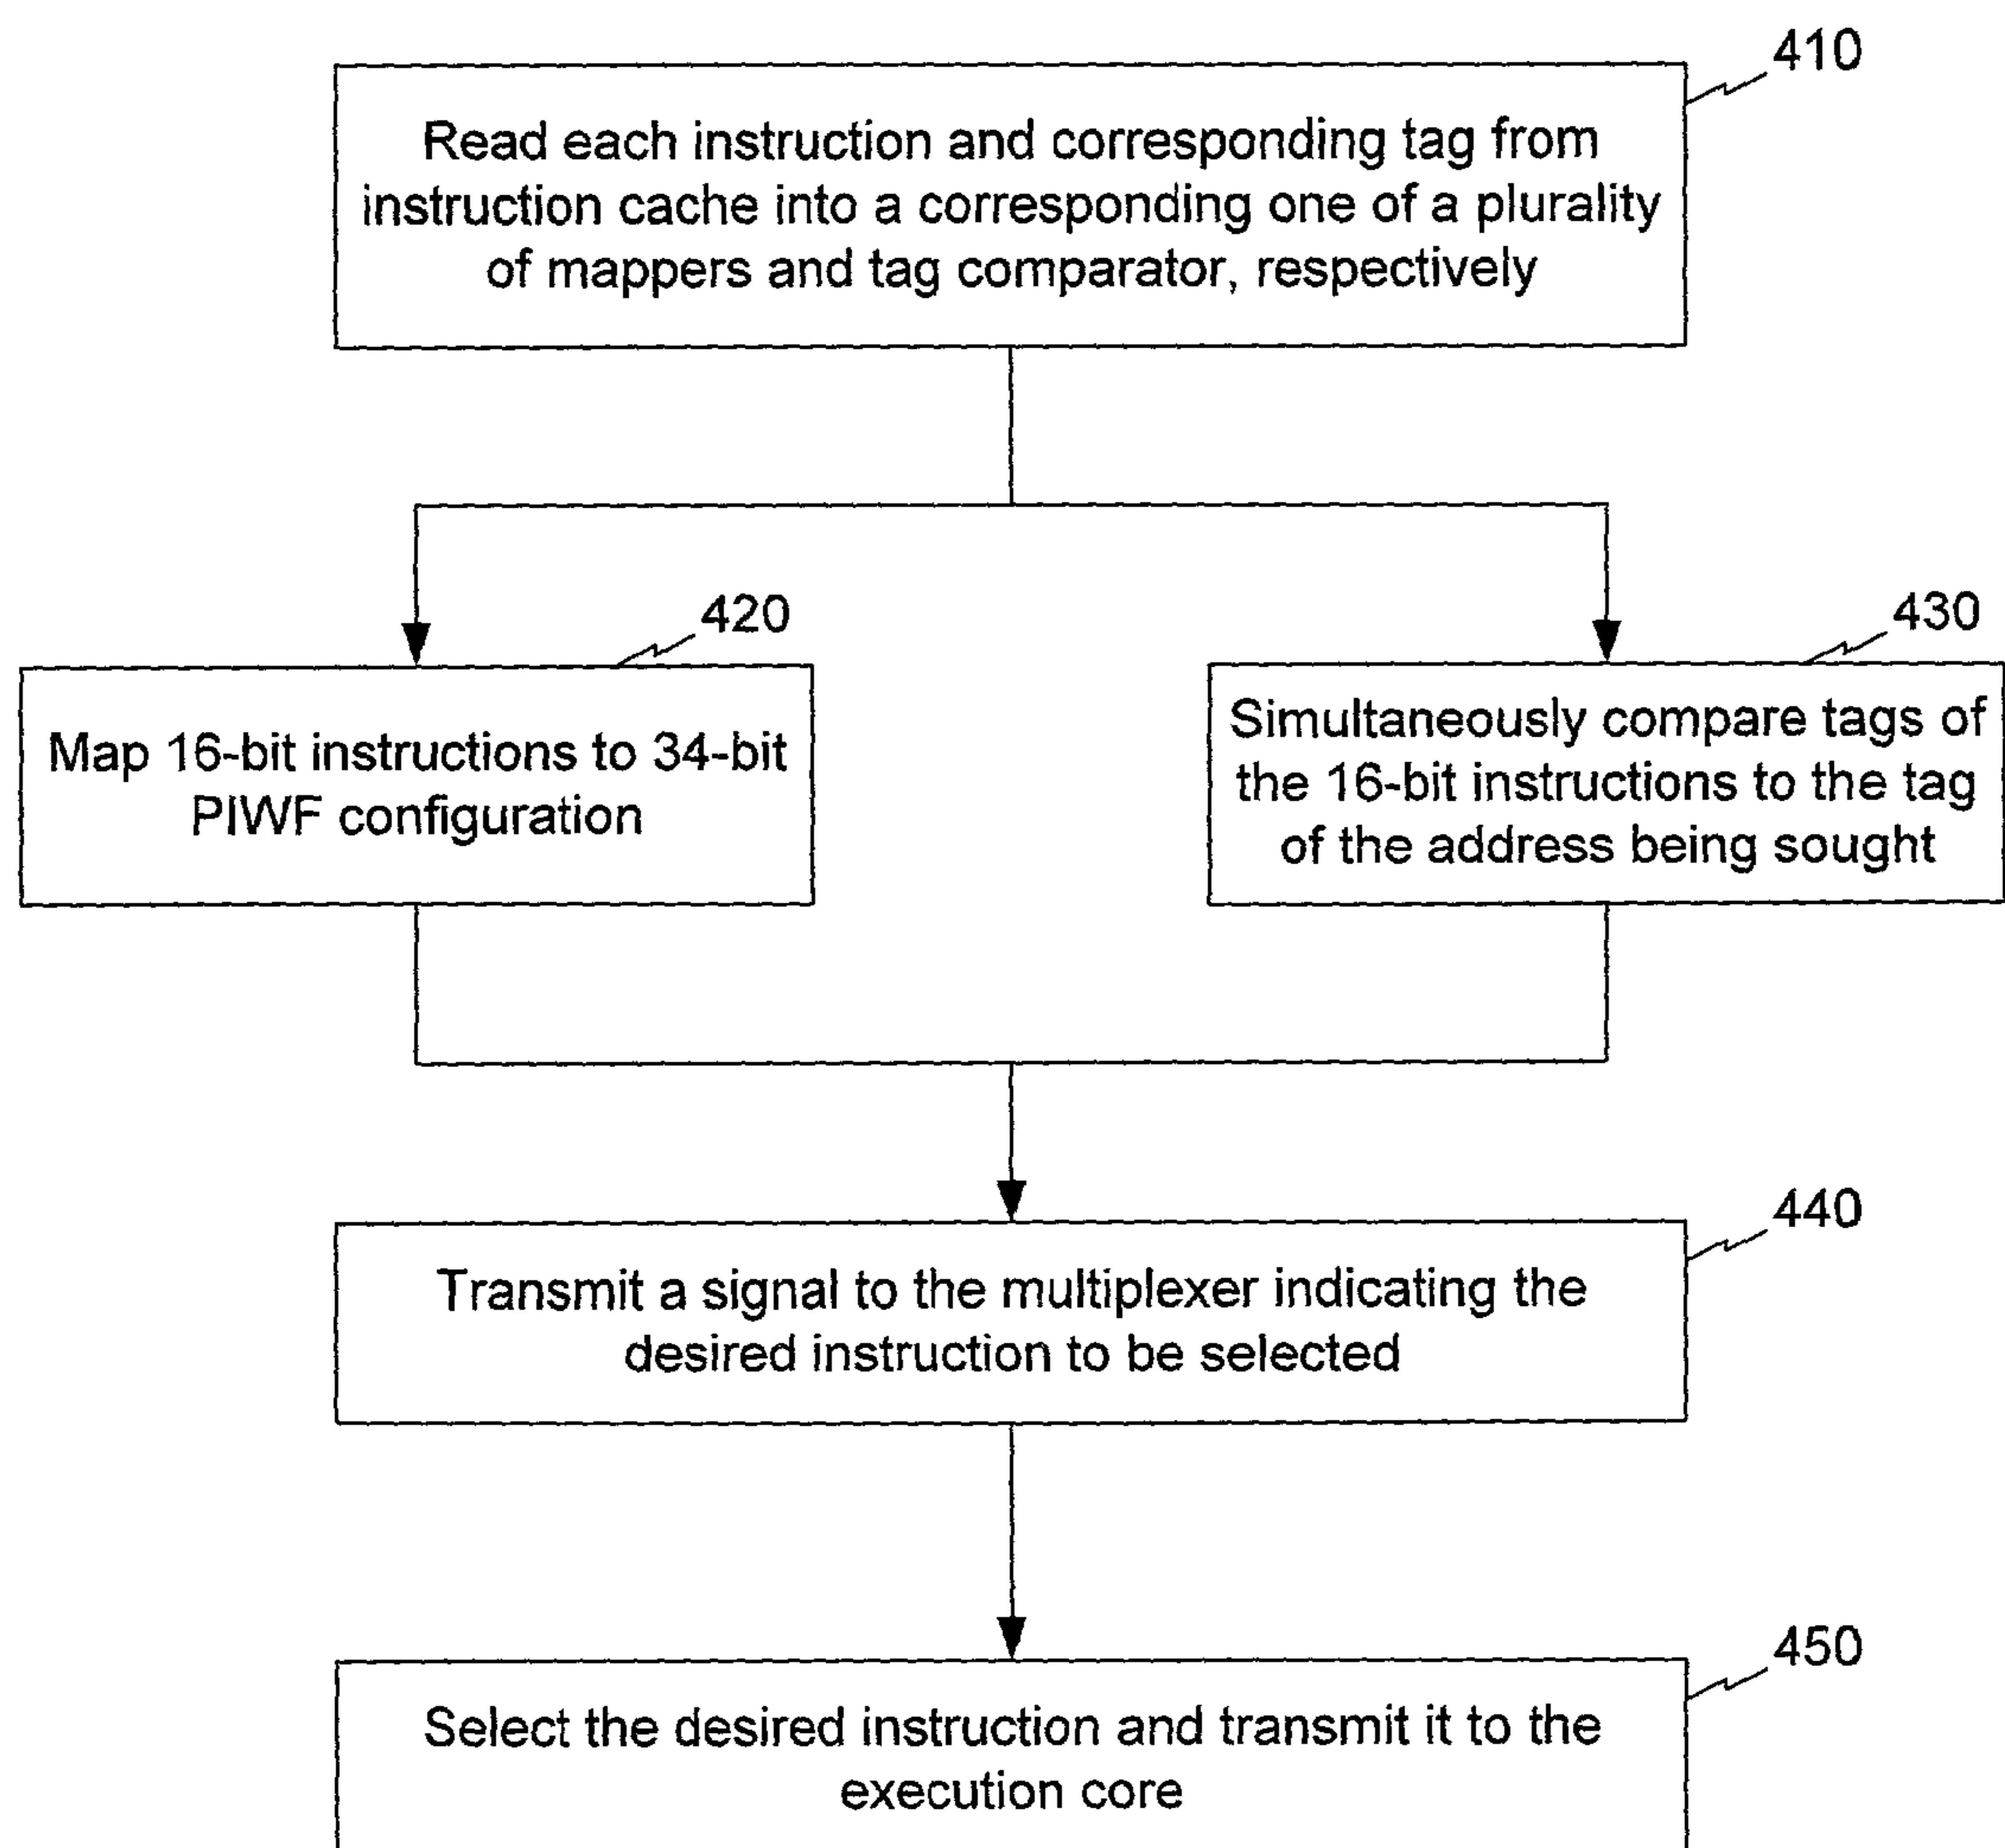 410
Read each instruction and corresponding tag from
instruction cache into a corresponding one of a plurality
of mappers and tag comparator, respectively
420
430
Map 16-bit instructions to 34-bit
PIWF configuration
Simultaneously compare tags of
the 16-bit instructions to the tag
of the address being sought
440
Transmit a signal to the multiplexer indicating the
desired instruction to be selected
450
Select the desired instruction and transmit it to the
execution core